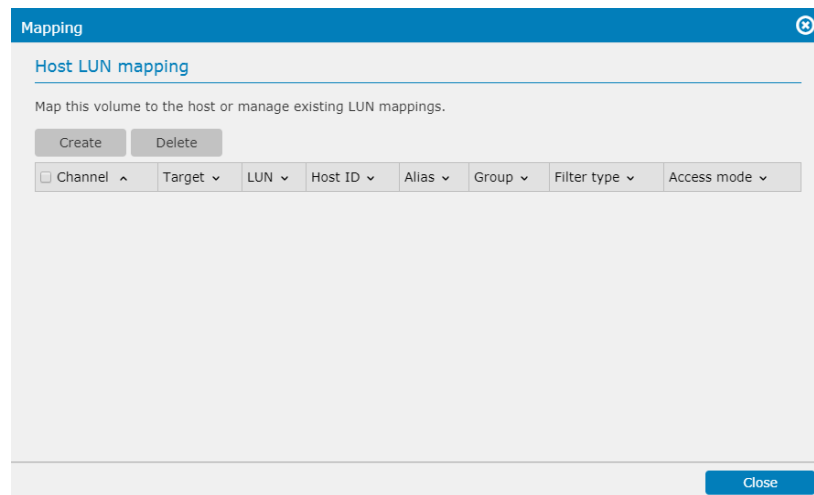 Mapping
Host LUN mapping
Map this volume to the host or manage existing LUN mappings.
Create Delete
Channel Target LUN Host ID Alias Group Filter type Access mode
Close